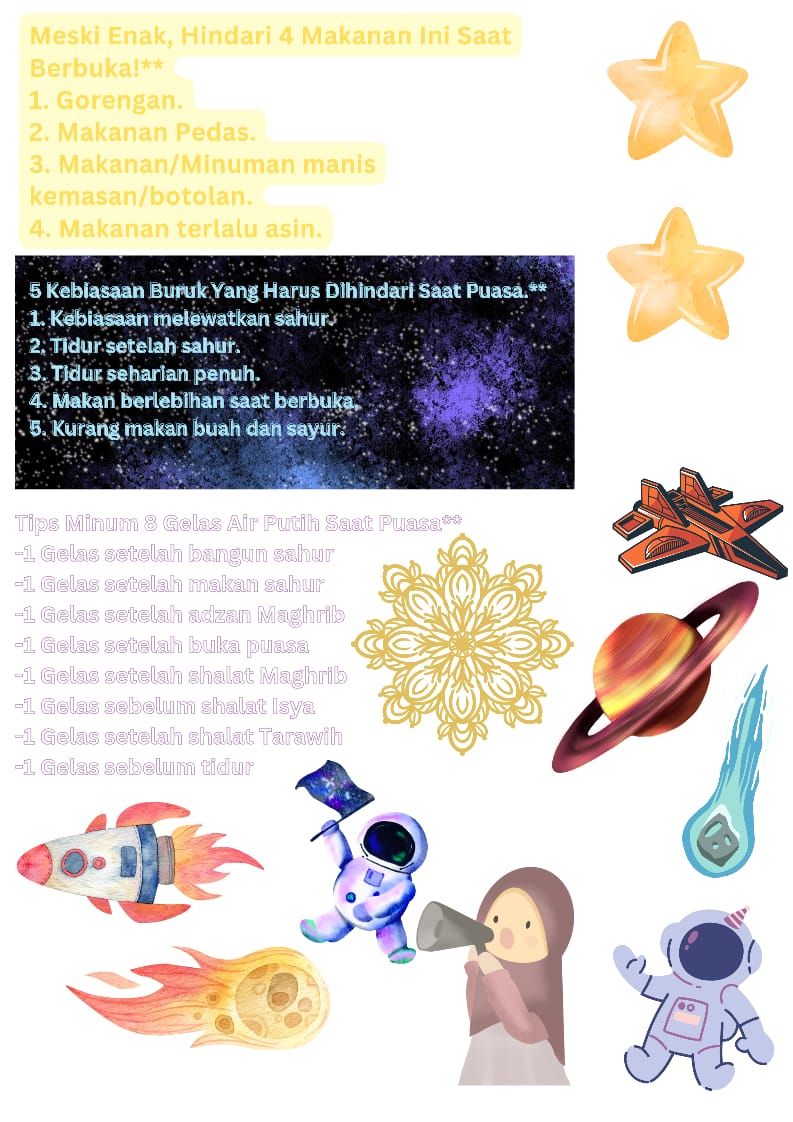 Meski Enak, Hindari 4 Makanan Ini Saat
Berbuka!**
1. Gorengan.
2. Makanan Pedas.
3. Makanan/Minuman manis
kemasan/botolan.
4. Makanan terlalu asin.
5 Kebiasaan Buruk Yang Harus Dihindari Saat Puasa.**
1. Kebiasaan melewatkan sahur.
2. Tidur setelah sahur.
3. Tidur seharian penuh.
4. Makan berlebihan saat berbuka.
5. Kurang makan buah dan sayur.
Tips Minum 8 Gelas Air Putih Saat Puasa**
-1 Gelas setelah bangun sahur
-1 Gelas setelah makan sahur
-1 Gelas setelah adzan Maghrib
-1 Gelas setelah buka puasa
-1 Gelas setelah shalat Maghrib
-1 Gelas sebelum shalat Isya
-1 Gelas setelah shalat Tarawih
-1 Gelas sebelum tidur